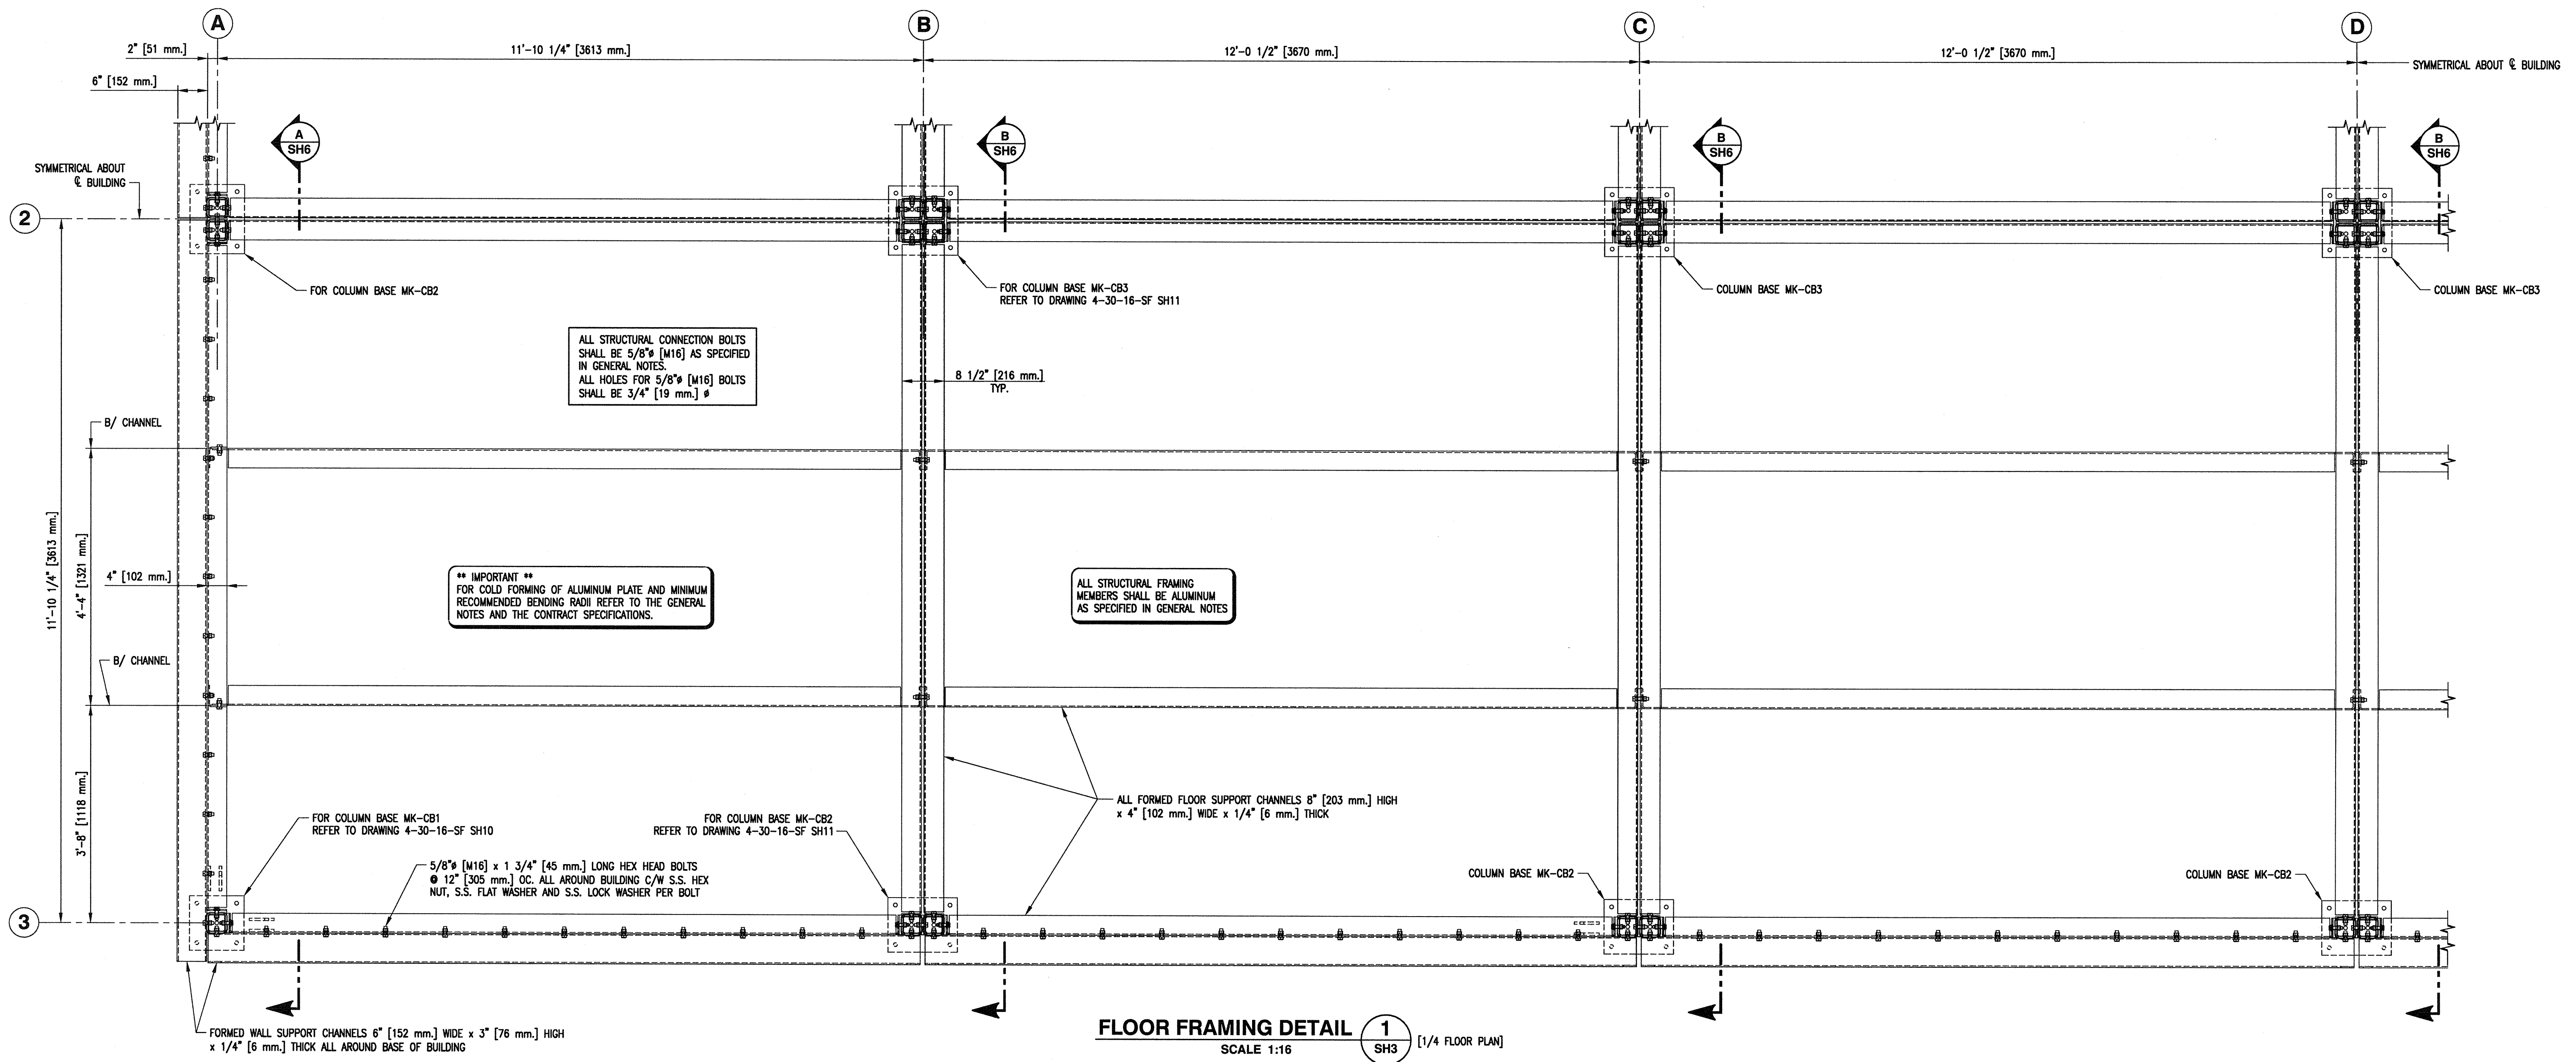 A
B
C
D
2" [51 mm.]
11'-10 1/4" [3613 mm.]
12'-0 1/2" [3670 mm.]
12'-0 1/2" [3670 mm.]
SYMMETRICAL ABOUT ℄ BUILDING
6" [152 mm.]
A
SH6
B
SH6
B
SH6
B
SH6
SYMMETRICAL ABOUT
℄ BUILDING
2
FOR COLUMN BASE MK-CB2
FOR COLUMN BASE MK-CB3
REFER TO DRAWING 4-30-16-SF SH11
COLUMN BASE MK-CB3
COLUMN BASE MK-CB3
ALL STRUCTURAL CONNECTION BOLTS
SHALL BE 5/8"ø [M16] AS SPECIFIED
IN GENERAL NOTES.
ALL HOLES FOR 5/8"ø [M16] BOLTS
SHALL BE 3/4" [19 mm.] ø
8 1/2" [216 mm.]
TYP.
B/ CHANNEL
11'-10 1/4" [3613 mm.]
4'-4" [1321 mm.]
4" [102 mm.]
** IMPORTANT **
FOR COLD FORMING OF ALUMINUM PLATE AND MINIMUM
RECOMMENDED BENDING RADII REFER TO THE GENERAL
NOTES AND THE CONTRACT SPECIFICATIONS.
ALL STRUCTURAL FRAMING
MEMBERS SHALL BE ALUMINUM
AS SPECIFIED IN GENERAL NOTES
B/ CHANNEL
3'-8" [1118 mm.]
ALL FORMED FLOOR SUPPORT CHANNELS 8" [203 mm.] HIGH
x 4" [102 mm.] WIDE x 1/4" [6 mm.] THICK
FOR COLUMN BASE MK-CB1
REFER TO DRAWING 4-30-16-SF SH10
FOR COLUMN BASE MK-CB2
REFER TO DRAWING 4-30-16-SF SH11
5/8"ø [M16] x 1 3/4" [45 mm.] LONG HEX HEAD BOLTS
@ 12" [305 mm.] OC. ALL AROUND BUILDING C/W S.S. HEX
NUT, S.S. FLAT WASHER AND S.S. LOCK WASHER PER BOLT
COLUMN BASE MK-CB2
COLUMN BASE MK-CB2
3
FORMED WALL SUPPORT CHANNELS 6" [152 mm.] WIDE x 3" [76 mm.] HIGH
x 1/4" [6 mm.] THICK ALL AROUND BASE OF BUILDING
FLOOR FRAMING DETAIL
SCALE 1:16
1
SH3
[1/4 FLOOR PLAN]